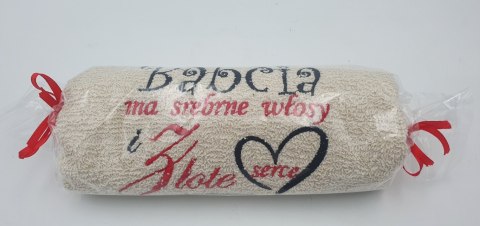 Babcia
ma srebrne włosy
i Złote serce